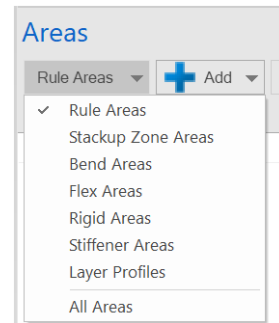 Areas
Rule Areas Add
Rule Areas
Stackup Zone Areas
Bend Areas
Flex Areas
Rigid Areas
Stiffener Areas
Layer Profiles
All Areas